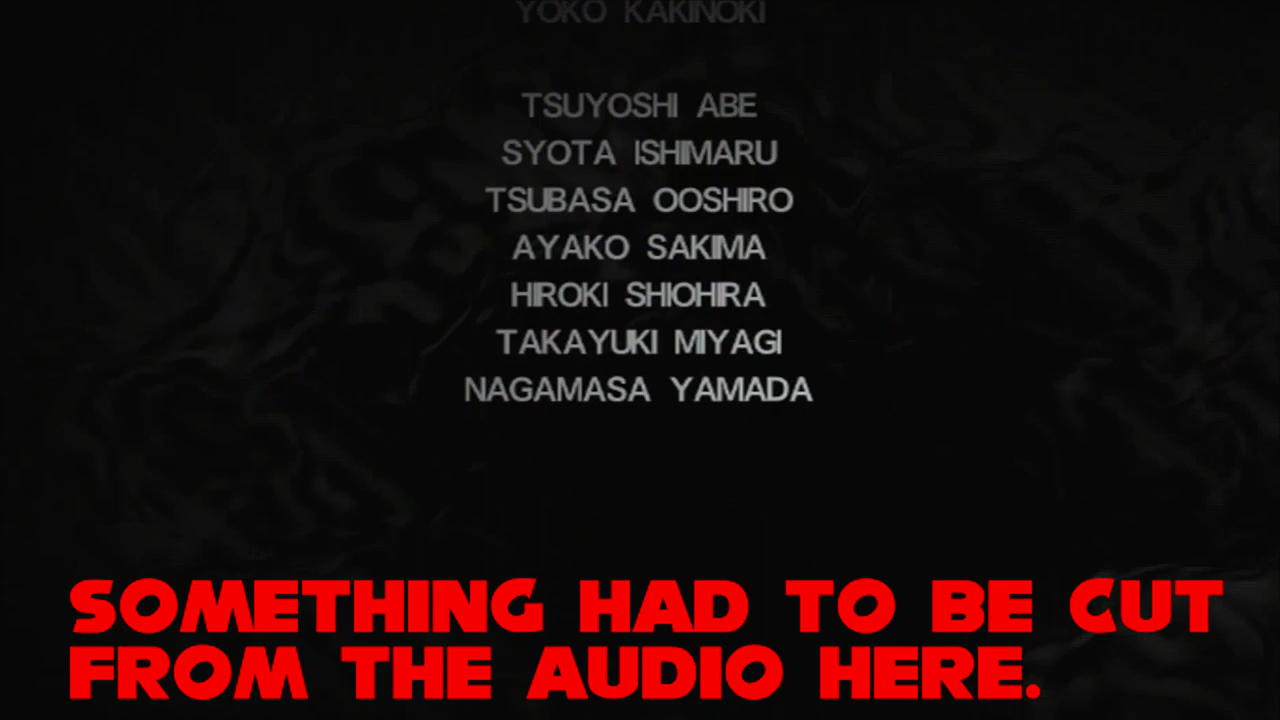 YOKO KAKINOKI
TSUYOSHI ABE
SYOTA ISHIMARU
TSUBASA OOSHIRO
AYAKO SAKIMA
HIROKI SHIOHIRA
TAKAYUKI MIYAGI
NAGAMASA YAMADA
SOMETHING HAD TO BE CUT
FROM THE AUDIO HERE.